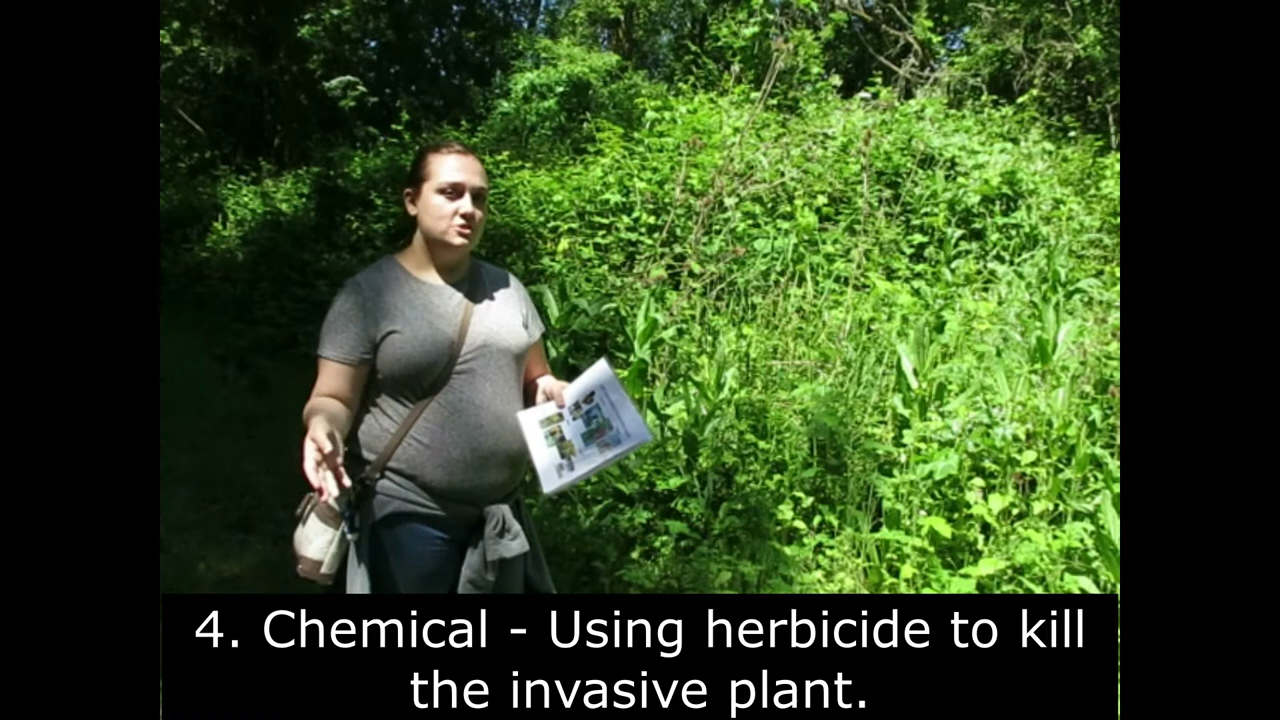 4. Chemical - Using herbicide to kill
the invasive plant.